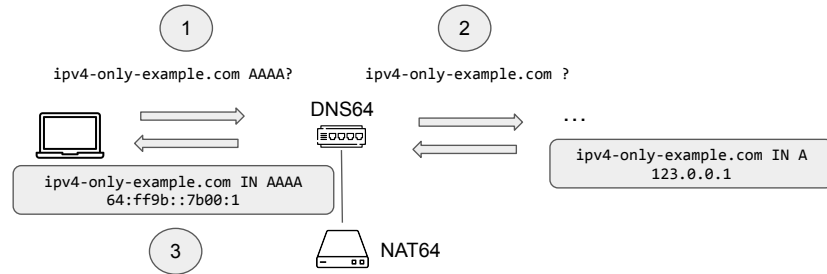 1
2
ipv4-only-example.com AAAA?
ipv4-only-example.com ?
DNS64
...
ipv4-only-example.com IN A
123.0.0.1
ipv4-only-example.com IN AAAA
64:ff9b::7b00:1
3
NAT64